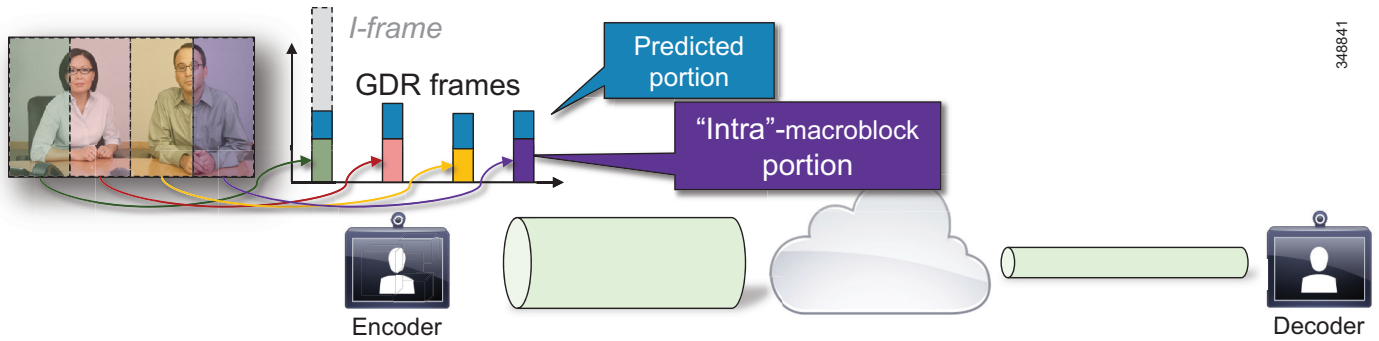 I-frame
GDR frames
Predicted
portion
“Intra”-macroblock
portion
348841
Encoder
Decoder